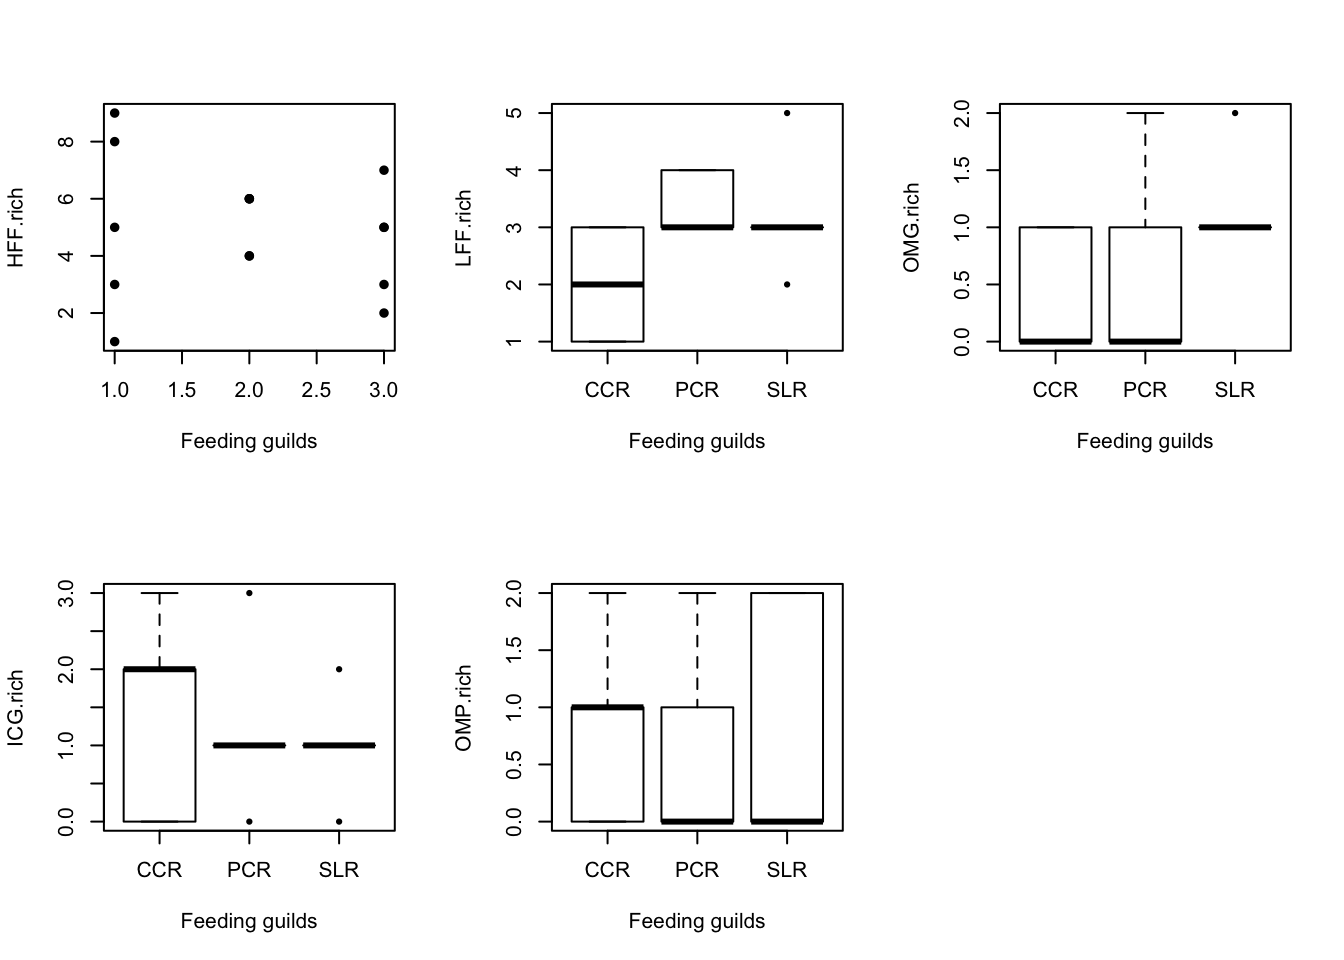 HFF.rich
8
6
4
2
1.0 1.5 2.0 2.5 3.0
Feeding guilds
LFF.rich
5
4
3
2
1
CCR PCR SLR
Feeding guilds
OMG.rich
2.0
1.5
1.0
0.5
0.0
CCR PCR SLR
Feeding guilds
ICG.rich
3.0
2.0
1.0
0.0
CCR PCR SLR
Feeding guilds
OMP.rich
2.0
1.5
1.0
0.5
0.0
CCR PCR SLR
Feeding guilds